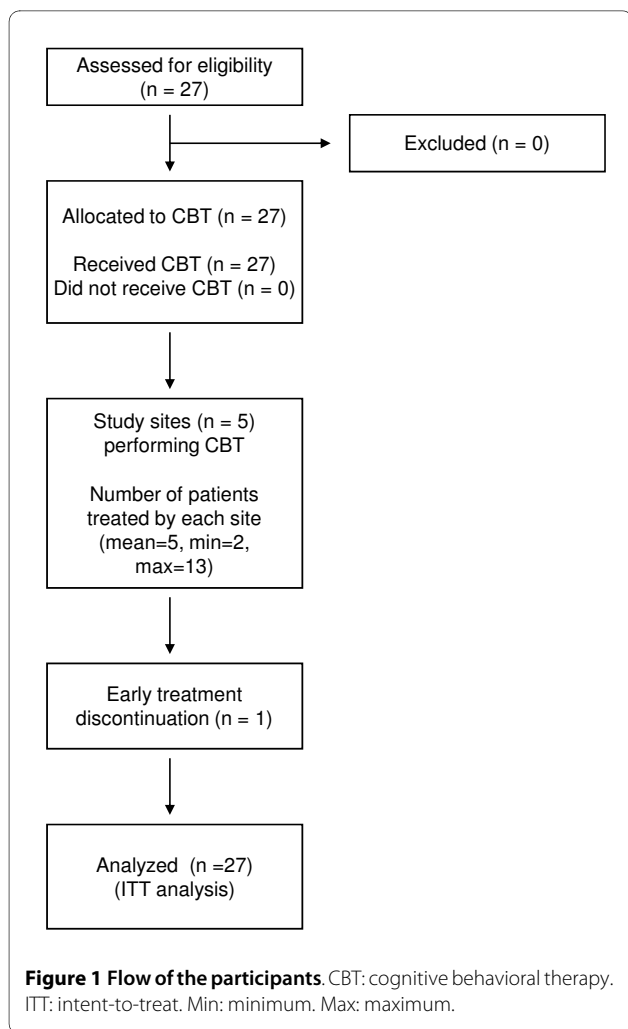 Assessed for eligibility
(n = 27)
Excluded (n = 0)
Allocated to CBT (n = 27)
Received CBT (n = 27)
Did not receive CBT (n = 0)
Study sites (n = 5)
performing CBT
Number of patients
treated by each site
(mean=5, min=2,
max=13)
Early treatment
discontinuation (n = 1)
Analyzed (n =27)
(ITT analysis)
Figure 1 Flow of the participants. CBT: cognitive behavioral therapy.
ITT: intent-to-treat. Min: minimum. Max: maximum.